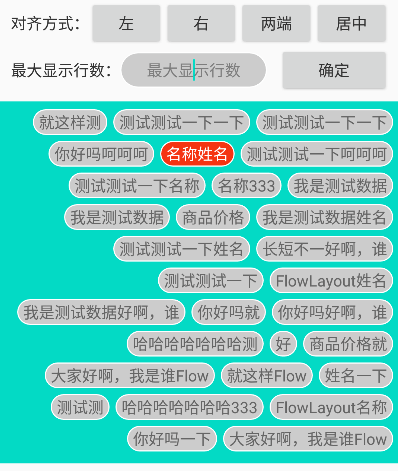 对齐方式： 左 右 两端 居中
最大显示行数： 最大显示行数 确定
就这样测 测试测试一下一下 测试测试一下一下
你好吗呵呵呵 名称姓名 测试测试一下呵呵呵
测试测试一下名称 名称333 我是测试数据
我是测试数据 商品价格 我是测试数据姓名
测试测试一下姓名 长短不一好啊，谁
测试测试一下 FlowLayout姓名
我是测试数据好啊，谁 你好吗就 你好吗好啊，谁
哈哈哈哈哈哈哈测 好 商品价格就
大家好啊，我是谁Flow 就这样Flow 姓名一下
测试测 哈哈哈哈哈哈哈333 FlowLayout名称
你好吗一下 大家好啊，我是谁Flow